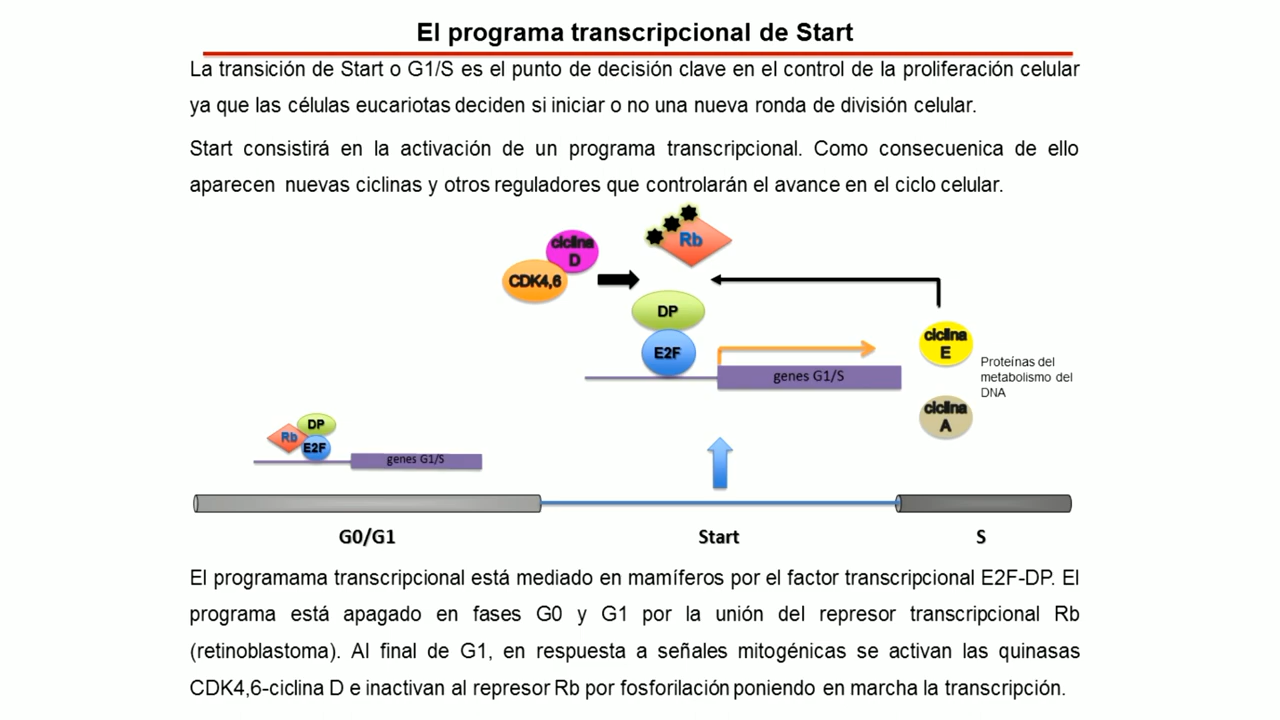 El programa transcripcional de Start
La transición de Start o G1/S es el punto de decisión clave en el control de la proliferación celular
ya que las células eucariotas deciden si iniciar o no una nueva ronda de división celular.
Start consistirá en la activación de un programa transcripcional. Como consecuenica de ello
aparecen nuevas ciclinas y otros reguladores que controlarán el avance en el ciclo celular.
Rb
ciclina
D
CDK4,6
DP
E2F
genes G1/S
ciclina
E
Proteínas del
metabolismo del
DNA
ciclina
A
DP
Rb
E2F
genes G1/S
G0/G1
Start
S
El programama transcripcional está mediado en mamíferos por el factor transcripcional E2F-DP. El
programa está apagado en fases G0 y G1 por la unión del represor transcripcional Rb
(retinoblastoma). Al final de G1, en respuesta a señales mitogénicas se activan las quinasas
CDK4,6-ciclina D e inactivan al represor Rb por fosforilación poniendo en marcha la transcripción.